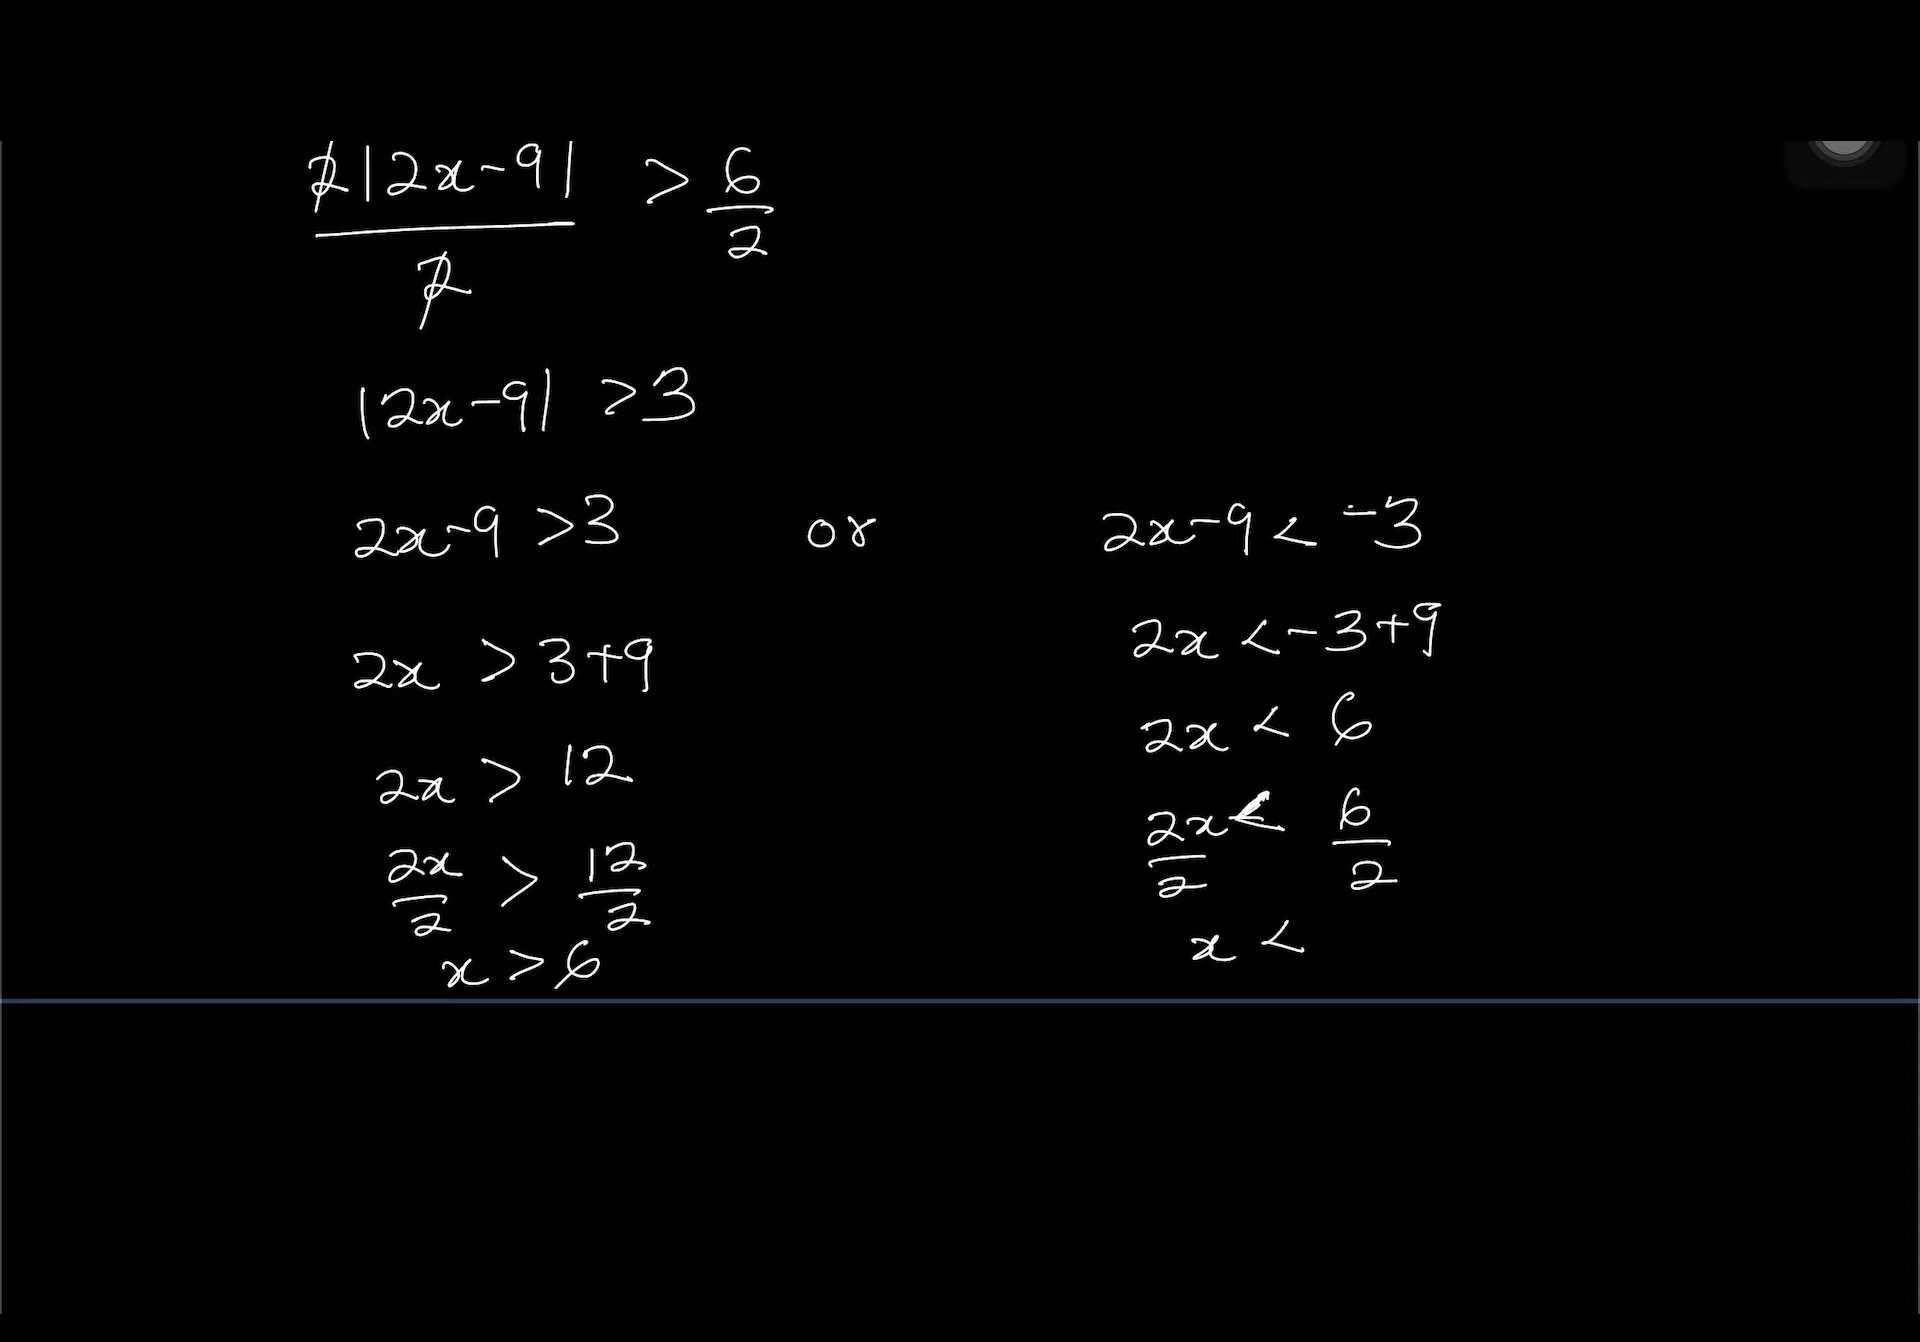 2|2x-9| > 6
2 2
|2x-9| >3
2x-9 >3 or 2x-9 < -3
2x > 3+9 2x < -3+9
2x > 12 2x < 6
2x/2 > 12/2 2x/2 < 6/2
x > 6 x <